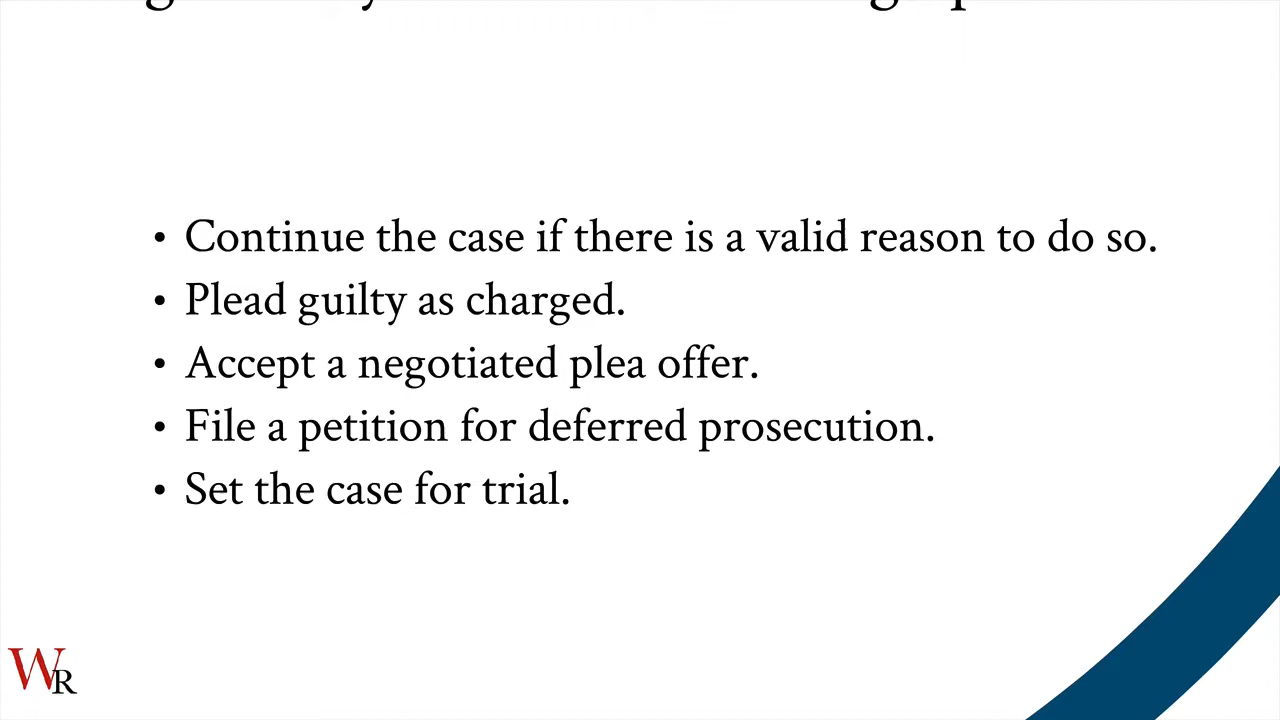 • Continue the case if there is a valid reason to do so.
• Plead guilty as charged.
• Accept a negotiated plea offer.
• File a petition for deferred prosecution.
• Set the case for trial.
WR